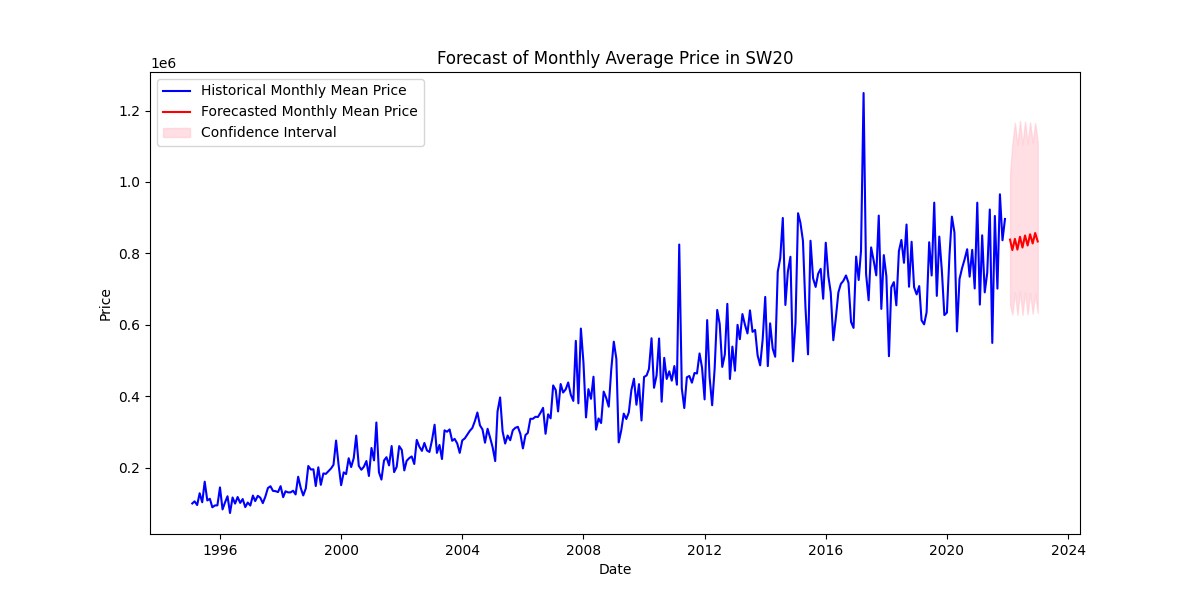 Forecast of Monthly Average Price in SW20
1e6
Historical Monthly Mean Price
Forecasted Monthly Mean Price
Confidence Interval
1.2
1.0
0.8
0.6
0.4
0.2
Price
1996 2000 2004 2008 2012 2016 2020 2024
Date